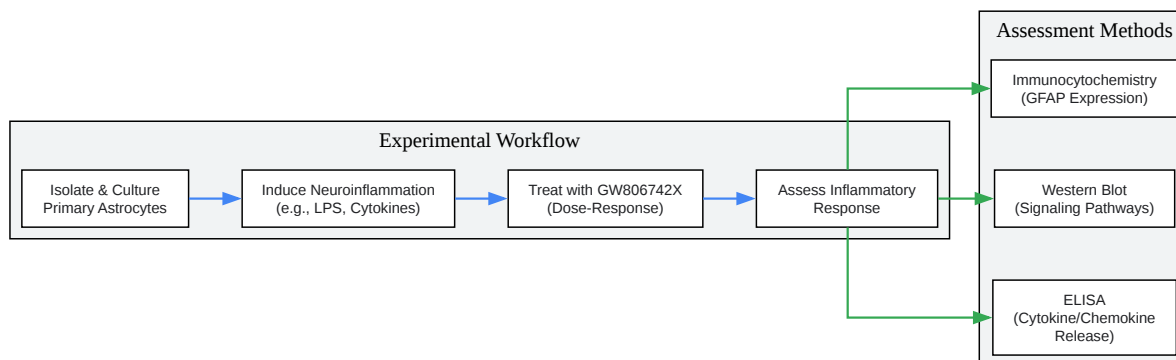 Experimental Workflow
Isolate & Culture
Primary Astrocytes
Induce Neuroinflammation
(e.g., LPS, Cytokines)
Treat with GW806742X
(Dose-Response)
Assess Inflammatory
Response
Assessment Methods
Immunocytochemistry
(GFAP Expression)
Western Blot
(Signaling Pathways)
ELISA
(Cytokine/Chemokine
Release)